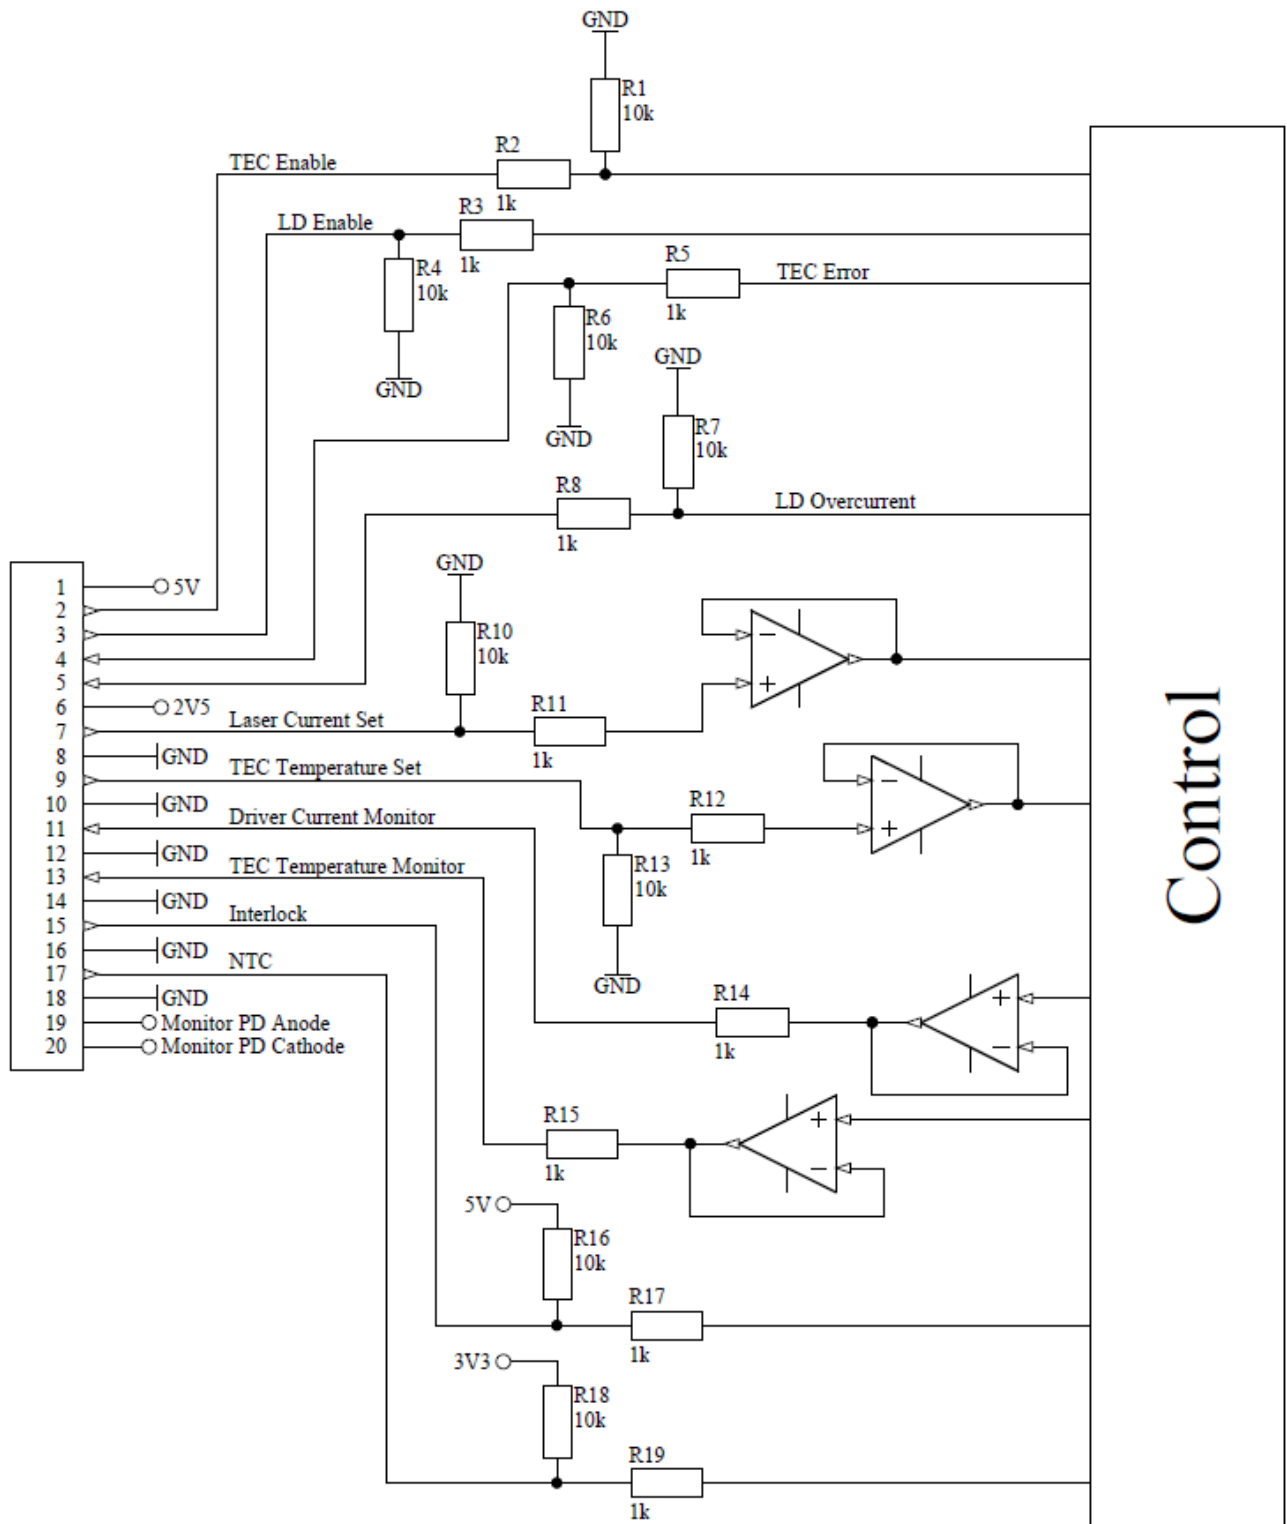 GND
R1
10k
R2
TEC Enable
1k
R3
LD Enable
1k
R4
10k
GND
R5
TEC Error
1k
R6
10k
GND
GND
R7
10k
R8
LD Overcurrent
1k
GND
R10
10k
1
5V
2
3
4
5
6
2V5
7
Laser Current Set
R11
1k
−
+
8
GND
9
TEC Temperature Set
R12
1k
−
+
R13
10k
GND
10
GND
11
Driver Current Monitor
12
GND
13
TEC Temperature Monitor
14
GND
15
Interlock
16
GND
17
NTC
18
GND
19
Monitor PD Anode
20
Monitor PD Cathode
R14
1k
+
−
R15
1k
+
−
5V
R16
10k
R17
1k
3V3
R18
10k
R19
1k
Control